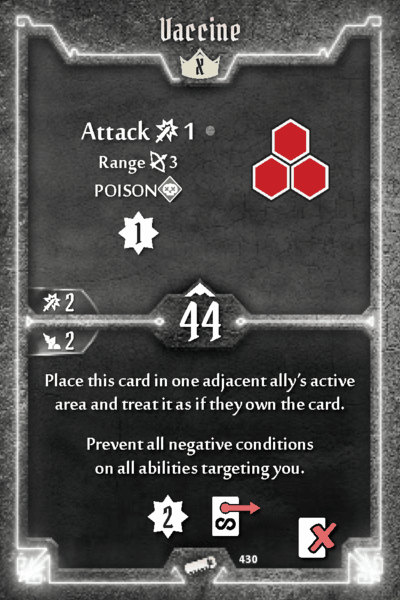 Vaccine
X
Attack 1
Range 3
POISON
1
2
44
2
Place this card in one adjacent ally's active
area and treat it as if they own the card.
Prevent all negative conditions
on all abilities targeting you.
2
430